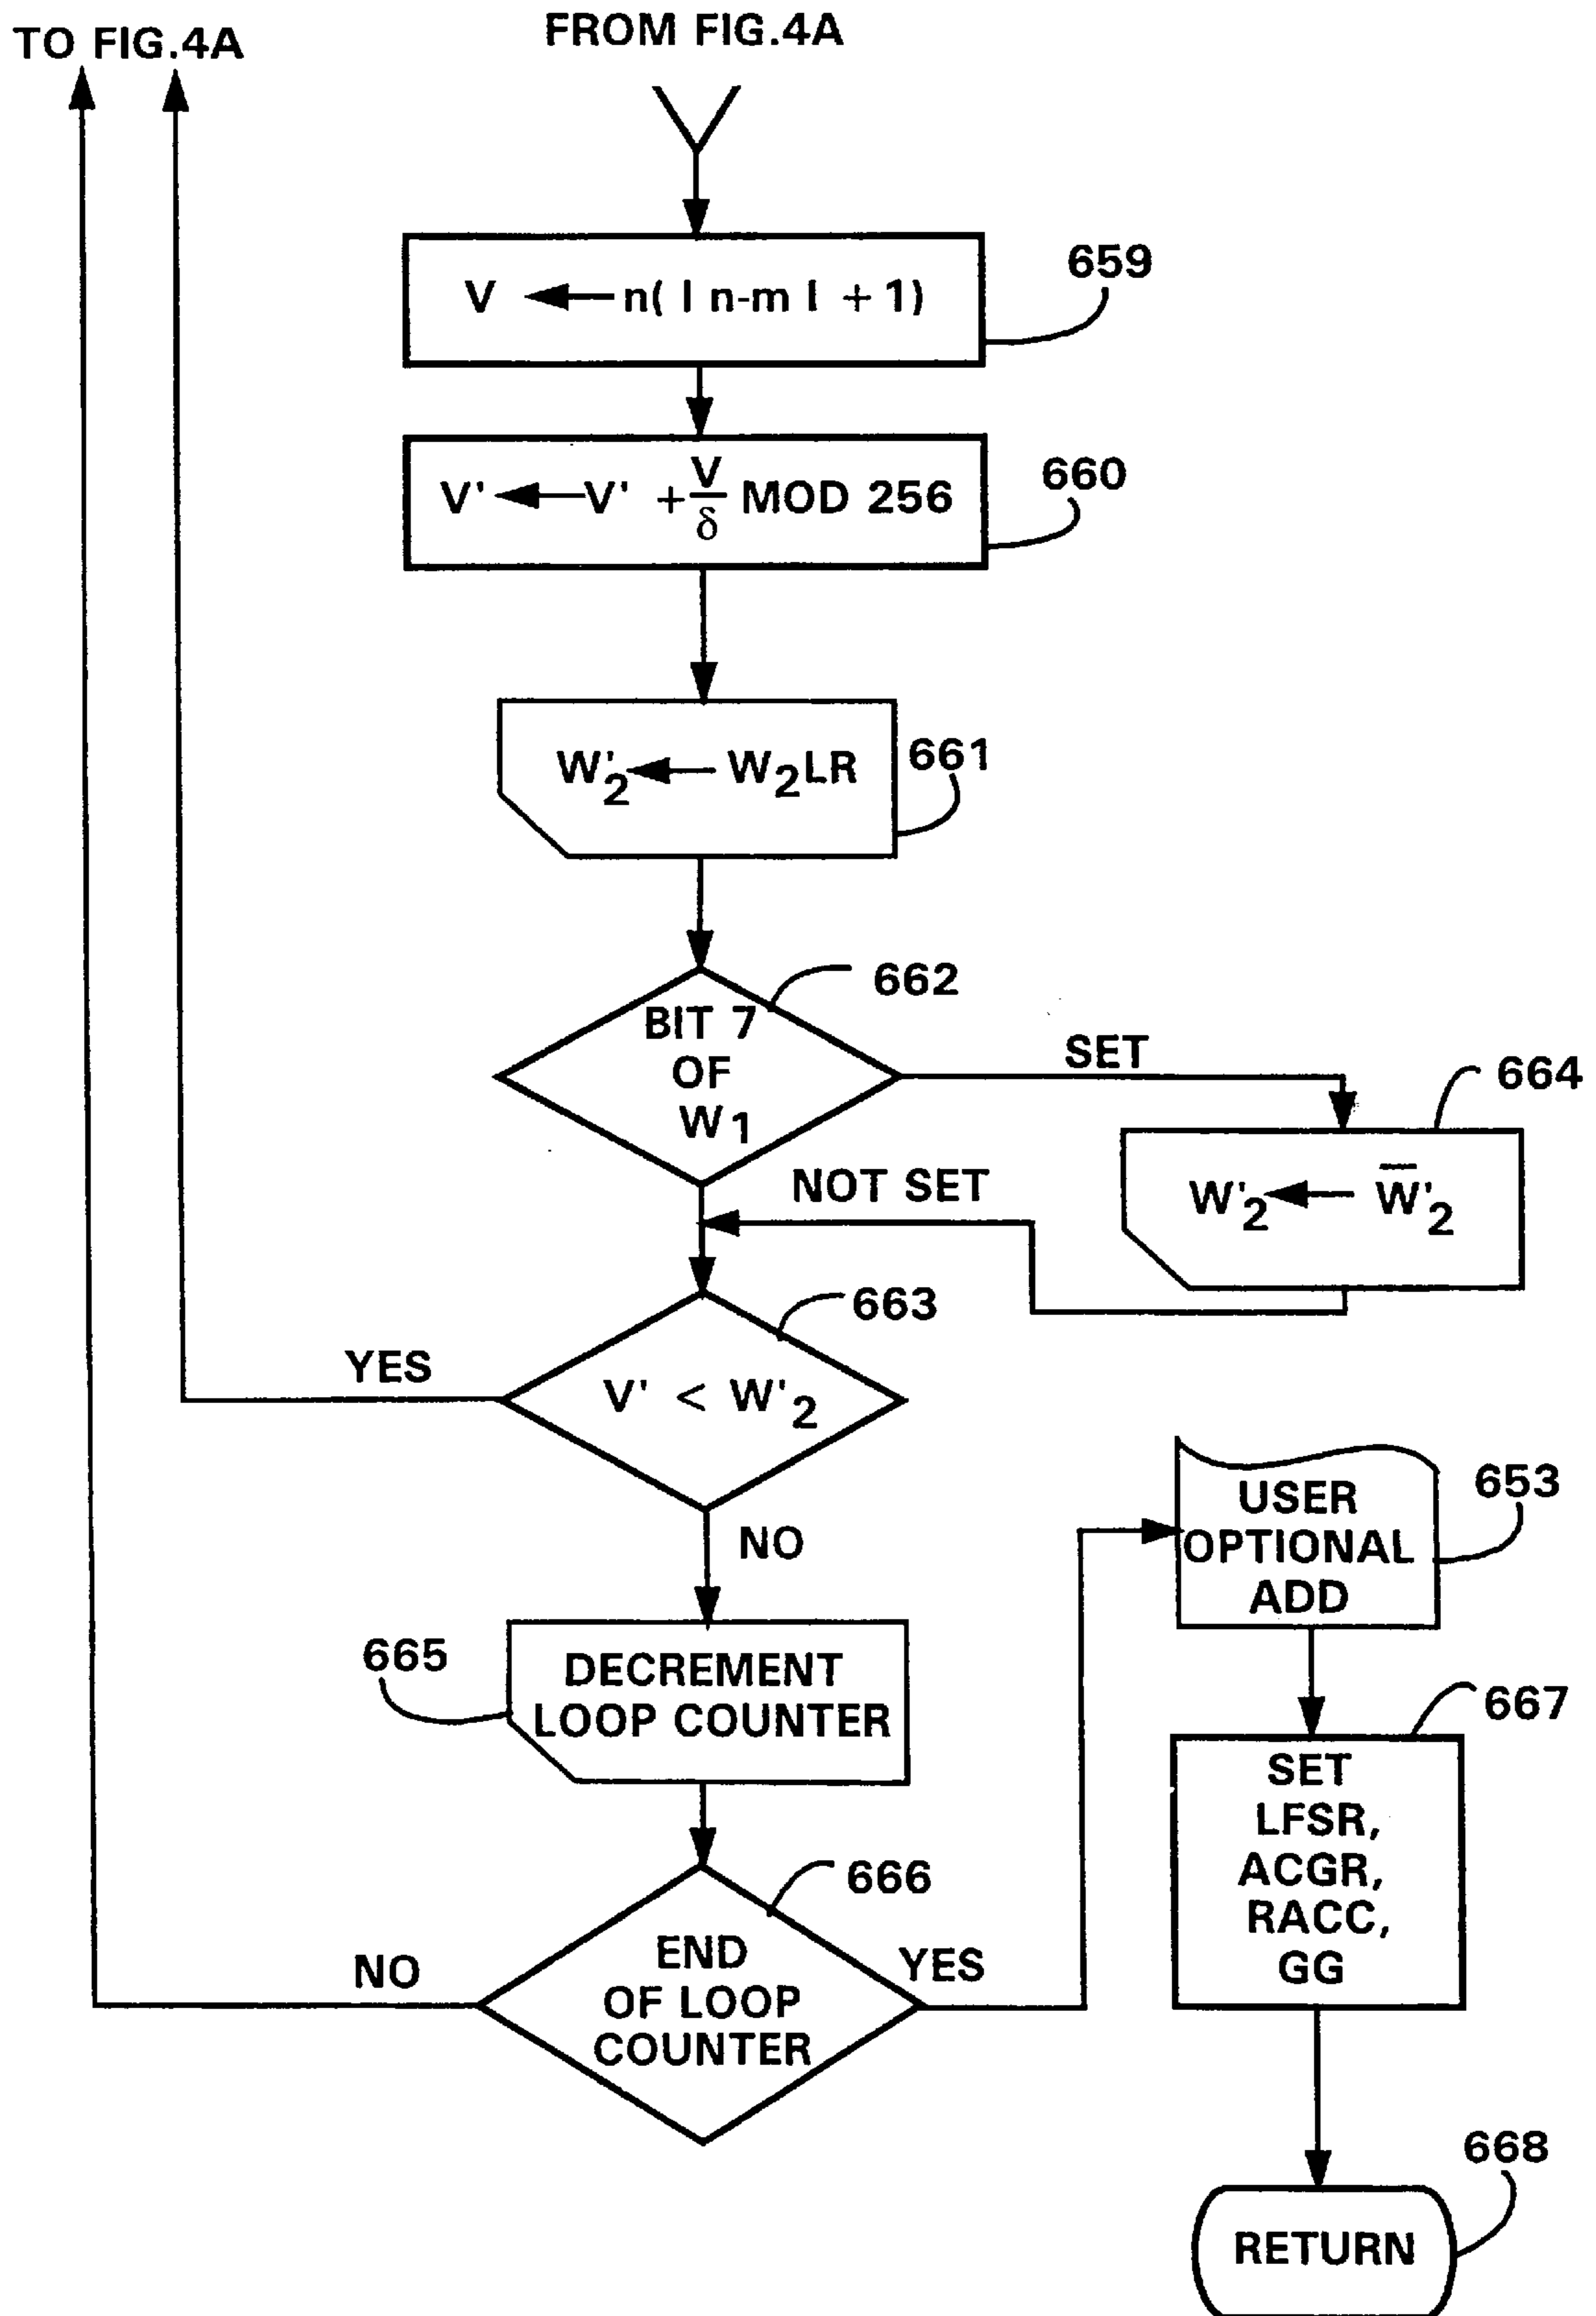 TO FIG.4A
FROM FIG.4A
V ← n( | n-m | + 1)
659
V' ← V' + V/δ MOD 256
660
W'2 ← W2LR
661
BIT 7
OF
W1
662
SET
664
W'2 ← W̅'2
NOT SET
663
YES
V' < W'2
NO
653
USER
OPTIONAL
ADD
665
DECREMENT
LOOP COUNTER
667
SET
LFSR,
ACGR,
RACC,
GG
666
END
OF LOOP
COUNTER
NO
YES
668
RETURN